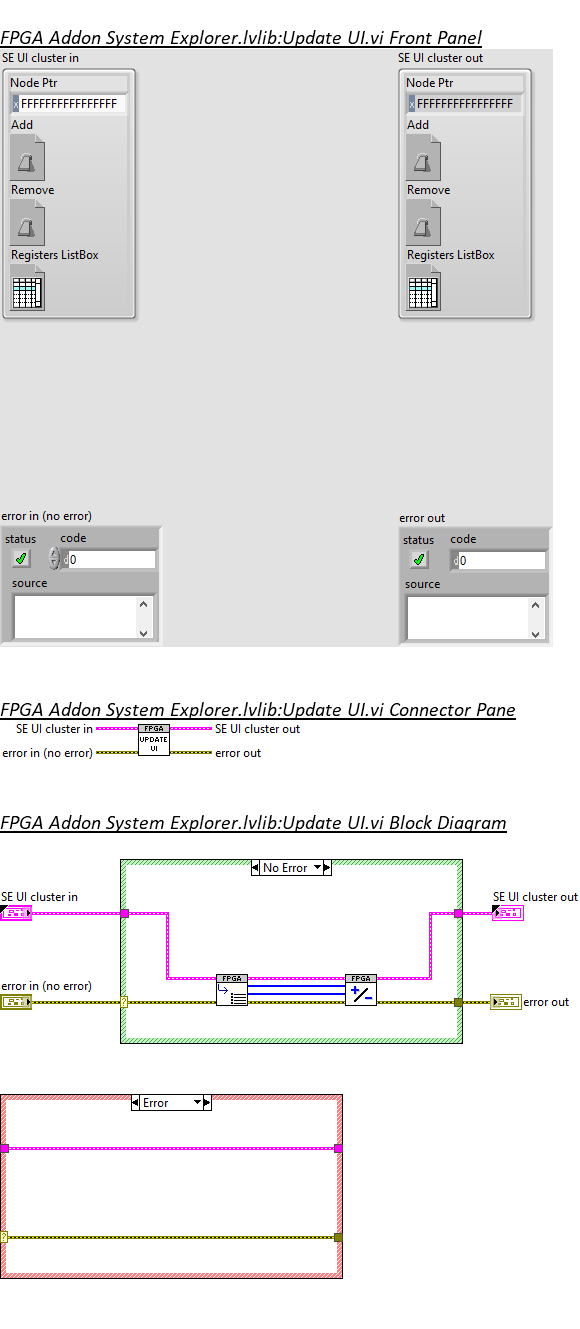 FPGA Addon System Explorer.lvlib:Update UI.vi Front Panel
SE UI cluster in
SE UI cluster out
Node Ptr
Node Ptr
x FFFFFFFFFFFFFFFF
x FFFFFFFFFFFFFFFF
Add
Add
Remove
Remove
Registers ListBox
Registers ListBox
error in (no error)
error out
status
code
status
code
d 0
d 0
source
source
FPGA Addon System Explorer.lvlib:Update UI.vi Connector Pane
SE UI cluster in
FPGA
SE UI cluster out
UPDATE
UI
error in (no error)
error out
FPGA Addon System Explorer.lvlib:Update UI.vi Block Diagram
No Error
SE UI cluster in
SE UI cluster out
error in (no error)
FPGA
FPGA
+/-
?
error out
Error
?